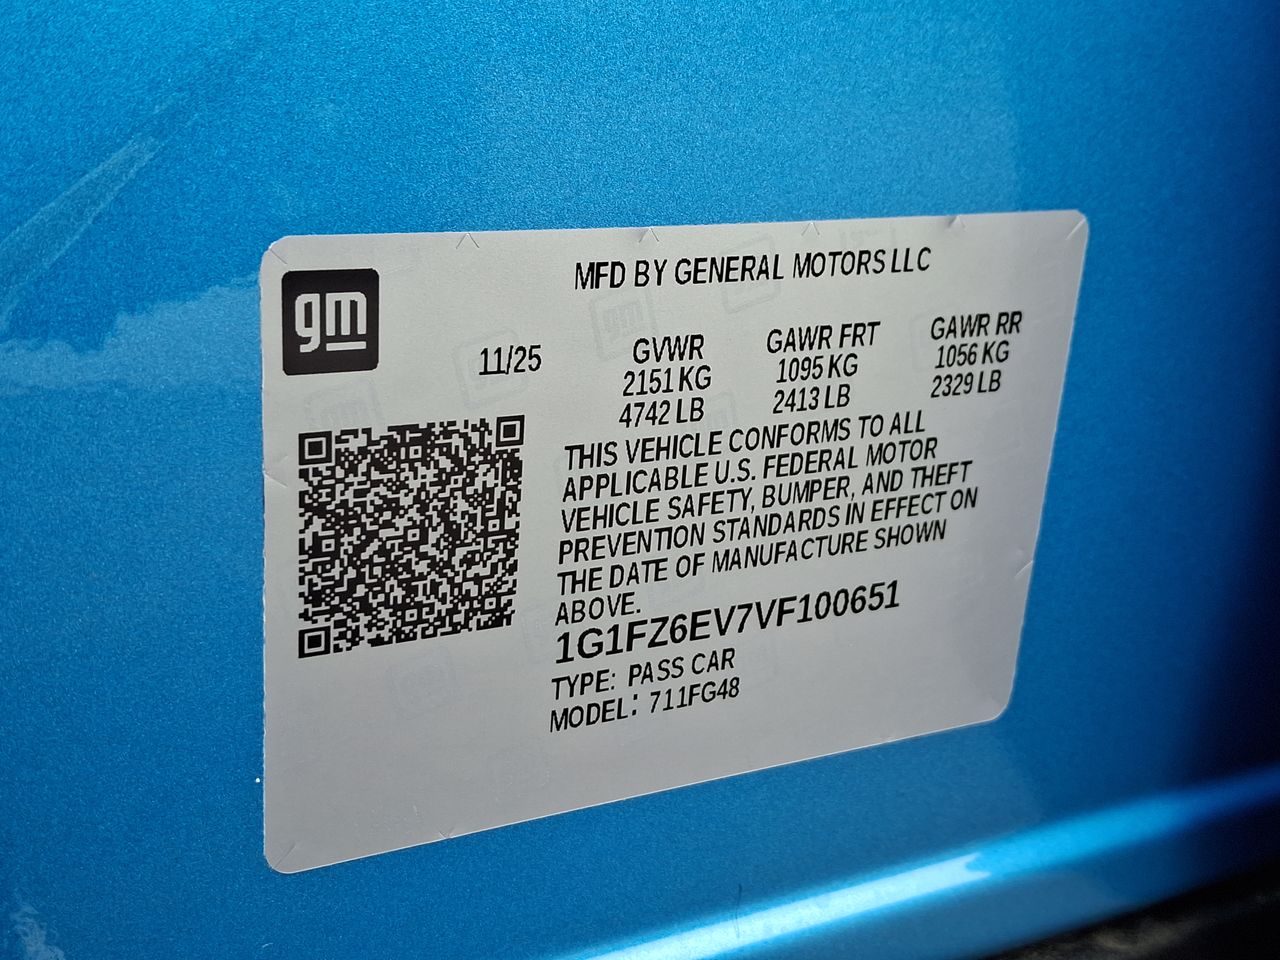 gm
MFD BY GENERAL MOTORS LLC
11/25
GVWR
2151 KG
4742 LB
GAWR FRT
1095 KG
2413 LB
GAWR RR
1056 KG
2329 LB
THIS VEHICLE CONFORMS TO ALL
APPLICABLE U.S. FEDERAL MOTOR
VEHICLE SAFETY, BUMPER, AND THEFT
PREVENTION STANDARDS IN EFFECT ON
THE DATE OF MANUFACTURE SHOWN
ABOVE.
1G1FZ6EV7VF100651
TYPE: PASS CAR
MODEL: 711FG48